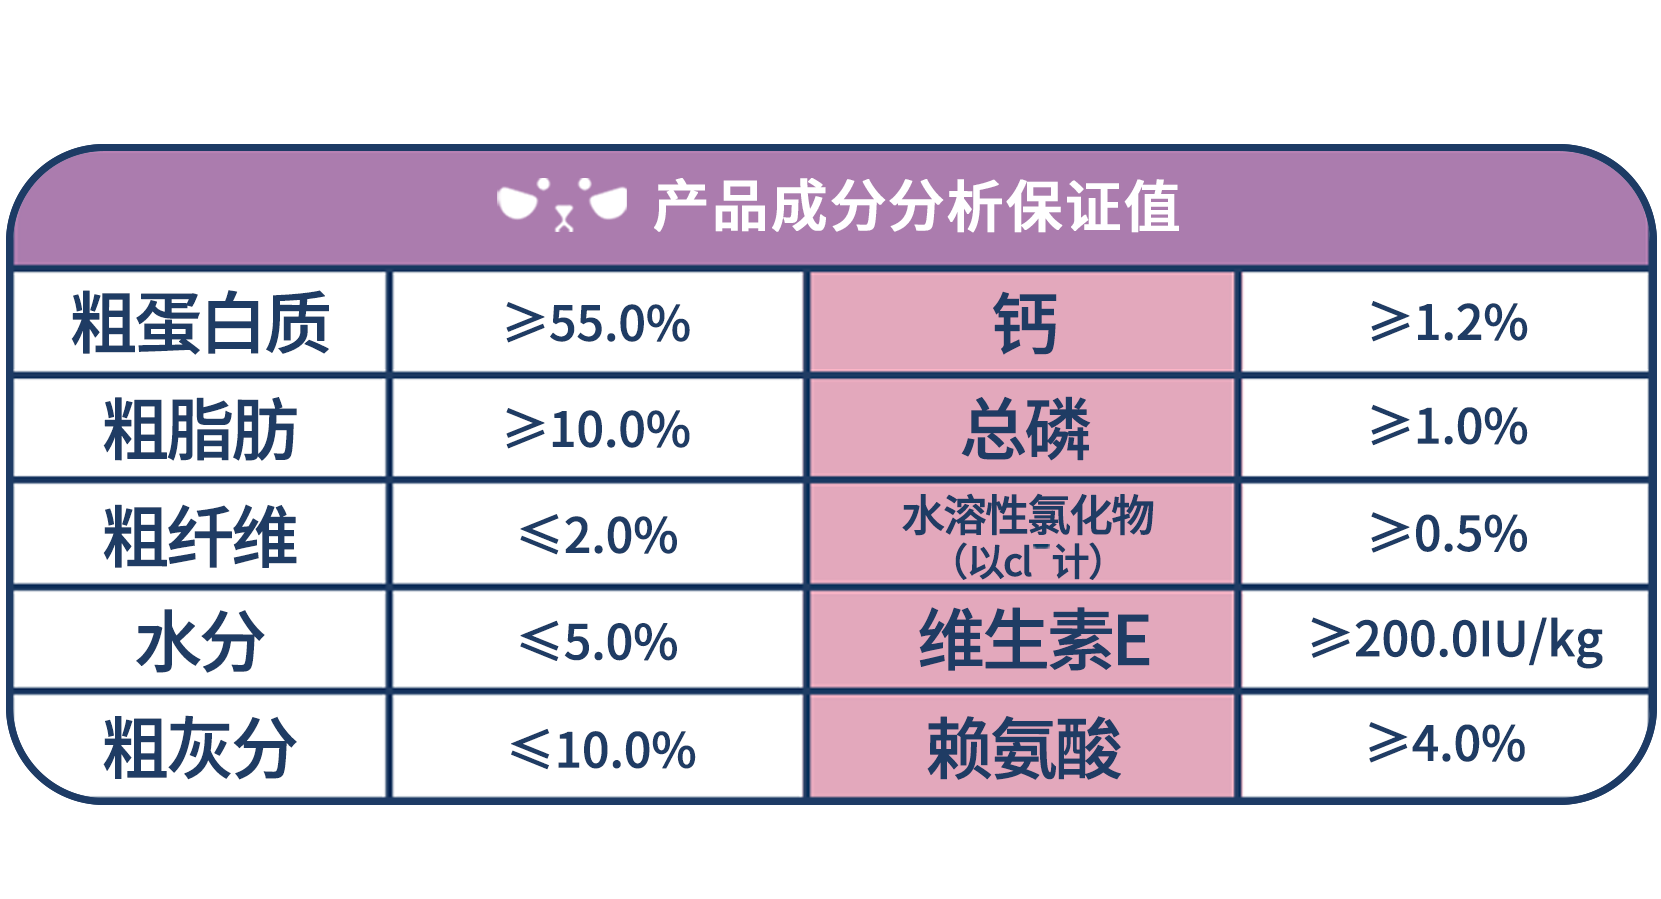 产品成分分析保证值
粗蛋白质 ⩾55.0% 钙 ⩾1.2%
粗脂肪 ⩾10.0% 总磷 ⩾1.0%
粗纤维 ⩽2.0% 水溶性氯化物
（以cl⁻计） ⩾0.5%
水分 ⩽5.0% 维生素E ⩾200.0IU/kg
粗灰分 ⩽10.0% 赖氨酸 ⩾4.0%